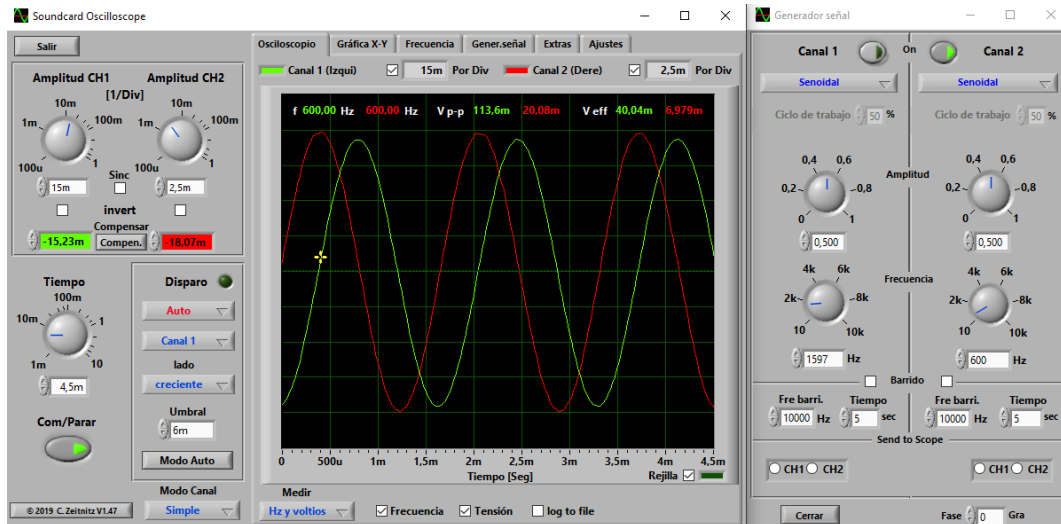 Soundcard Oscilloscope
Salir
Amplitud CH1
Amplitud CH2
[1/Div]
10m
10m
1m
100m
1m
100m
100u
1
100u
1
Sinc
15m
2,5m
invert
Compensar
-15,23m
Compen.
-18,07m
Tiempo
100m
10m
1
1m
10
4,5m
Com/Parar
Disparo
Auto
Canal 1
lado
creciente
Umbral
6m
Modo Auto
Modo Canal
© 2019 C. Zeitnitz V1.47
Simple
Osciloscopio Gráfica X-Y Frecuencia Gener.señal Extras Ajustes
Canal 1 (Izqui) 15m Por Div Canal 2 (Dere) 2,5m Por Div
f 600,00 Hz 600,00 Hz V p-p 113,6m 20,08m V eff 40,04m 6,979m
0 500u 1m 1,5m 2m 2,5m 3m 3,5m 4m 4,5m
Tiempo [Seg]
Rejilla
Medir
Hz y voltios Frecuencia Tensión log to file
Generador señal
Canal 1 On Canal 2
Senoidal Senoidal
Ciclo de trabajo 50 % Ciclo de trabajo 50 %
0,4 0,6 0,4 0,6
Amplitud
0,2 0,8 0,2 0,8
0 1 0 1
0,500 0,500
4k 6k 4k 6k
Frecuencia
2k 8k 2k 8k
10 10k 10 10k
1597 Hz 600 Hz
Barrido
Fre barri. Tiempo Fre barri. Tiempo
10000 Hz 5 sec 10000 Hz 5 sec
Send to Scope
CH1 CH2 CH1 CH2
Cerrar Fase 0 Gra